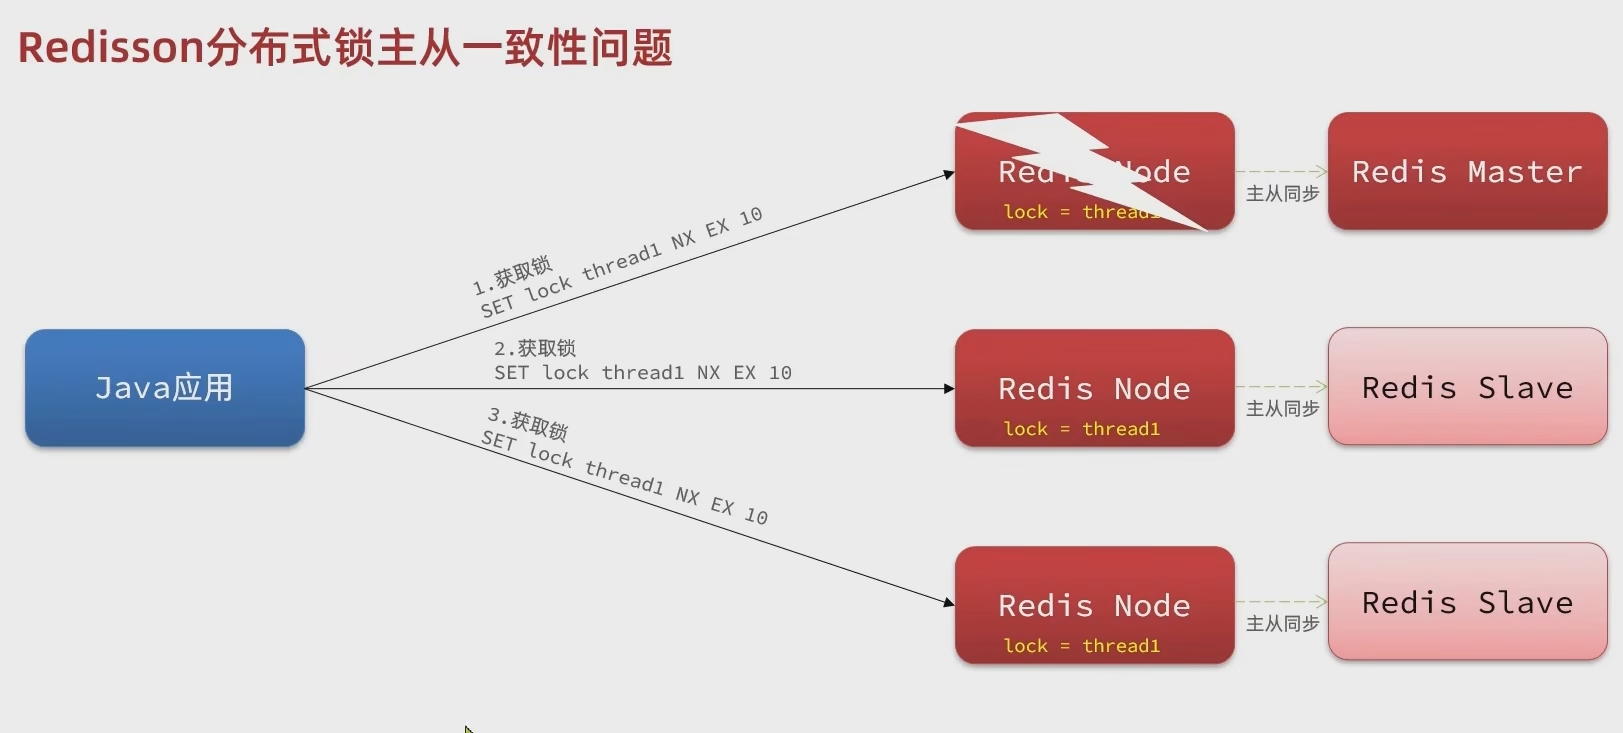 Redisson分布式锁主从一致性问题
Redis Node
lock = thread1
主从同步
Redis Master
1.获取锁
SET lock thread1 NX EX 10
Java应用
2.获取锁
SET lock thread1 NX EX 10
Redis Node
lock = thread1
主从同步
Redis Slave
3.获取锁
SET lock thread1 NX EX 10
Redis Node
lock = thread1
主从同步
Redis Slave